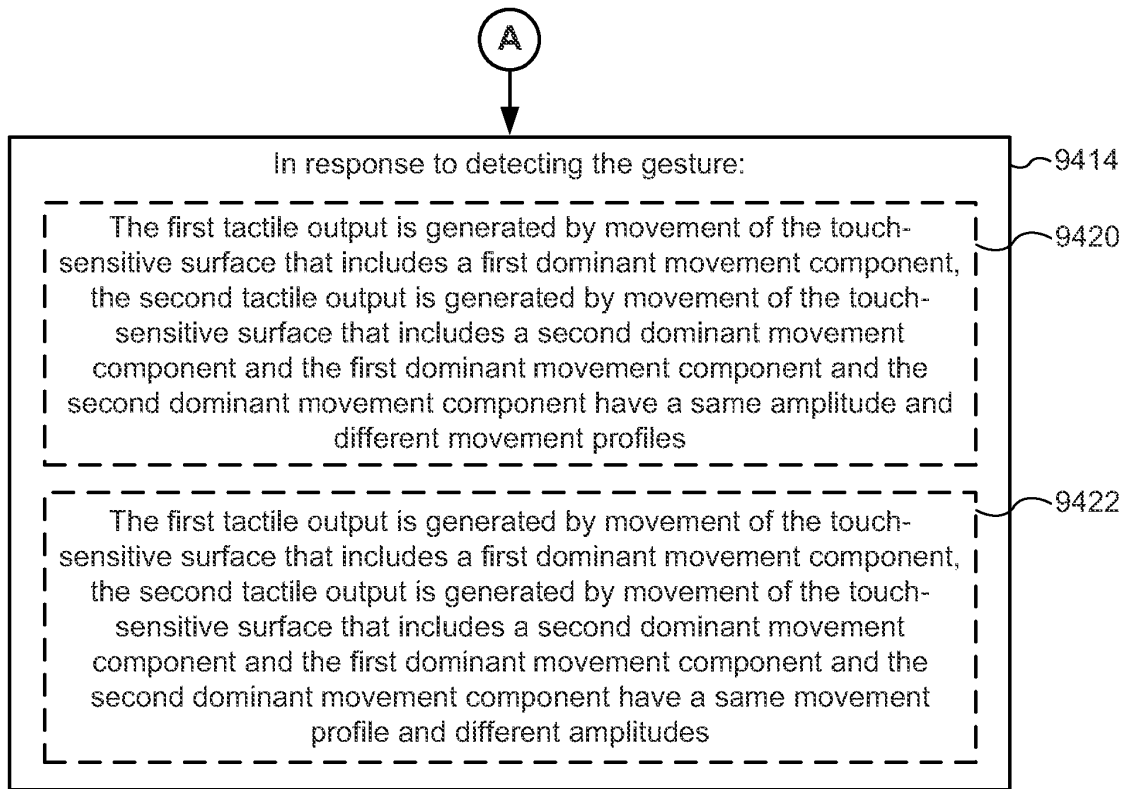 A
In response to detecting the gesture:
9414
The first tactile output is generated by movement of the touch-
sensitive surface that includes a first dominant movement component,
the second tactile output is generated by movement of the touch-
sensitive surface that includes a second dominant movement
component and the first dominant movement component and the
second dominant movement component have a same amplitude and
different movement profiles
9420
The first tactile output is generated by movement of the touch-
sensitive surface that includes a first dominant movement component,
the second tactile output is generated by movement of the touch-
sensitive surface that includes a second dominant movement
component and the first dominant movement component and the
second dominant movement component have a same movement
profile and different amplitudes
9422